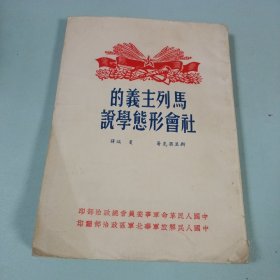 馬列主義的
社會形態學說
著 譯
中國人民革命軍事委員會總政治部印
中國人民解放軍華北軍區政治部翻印